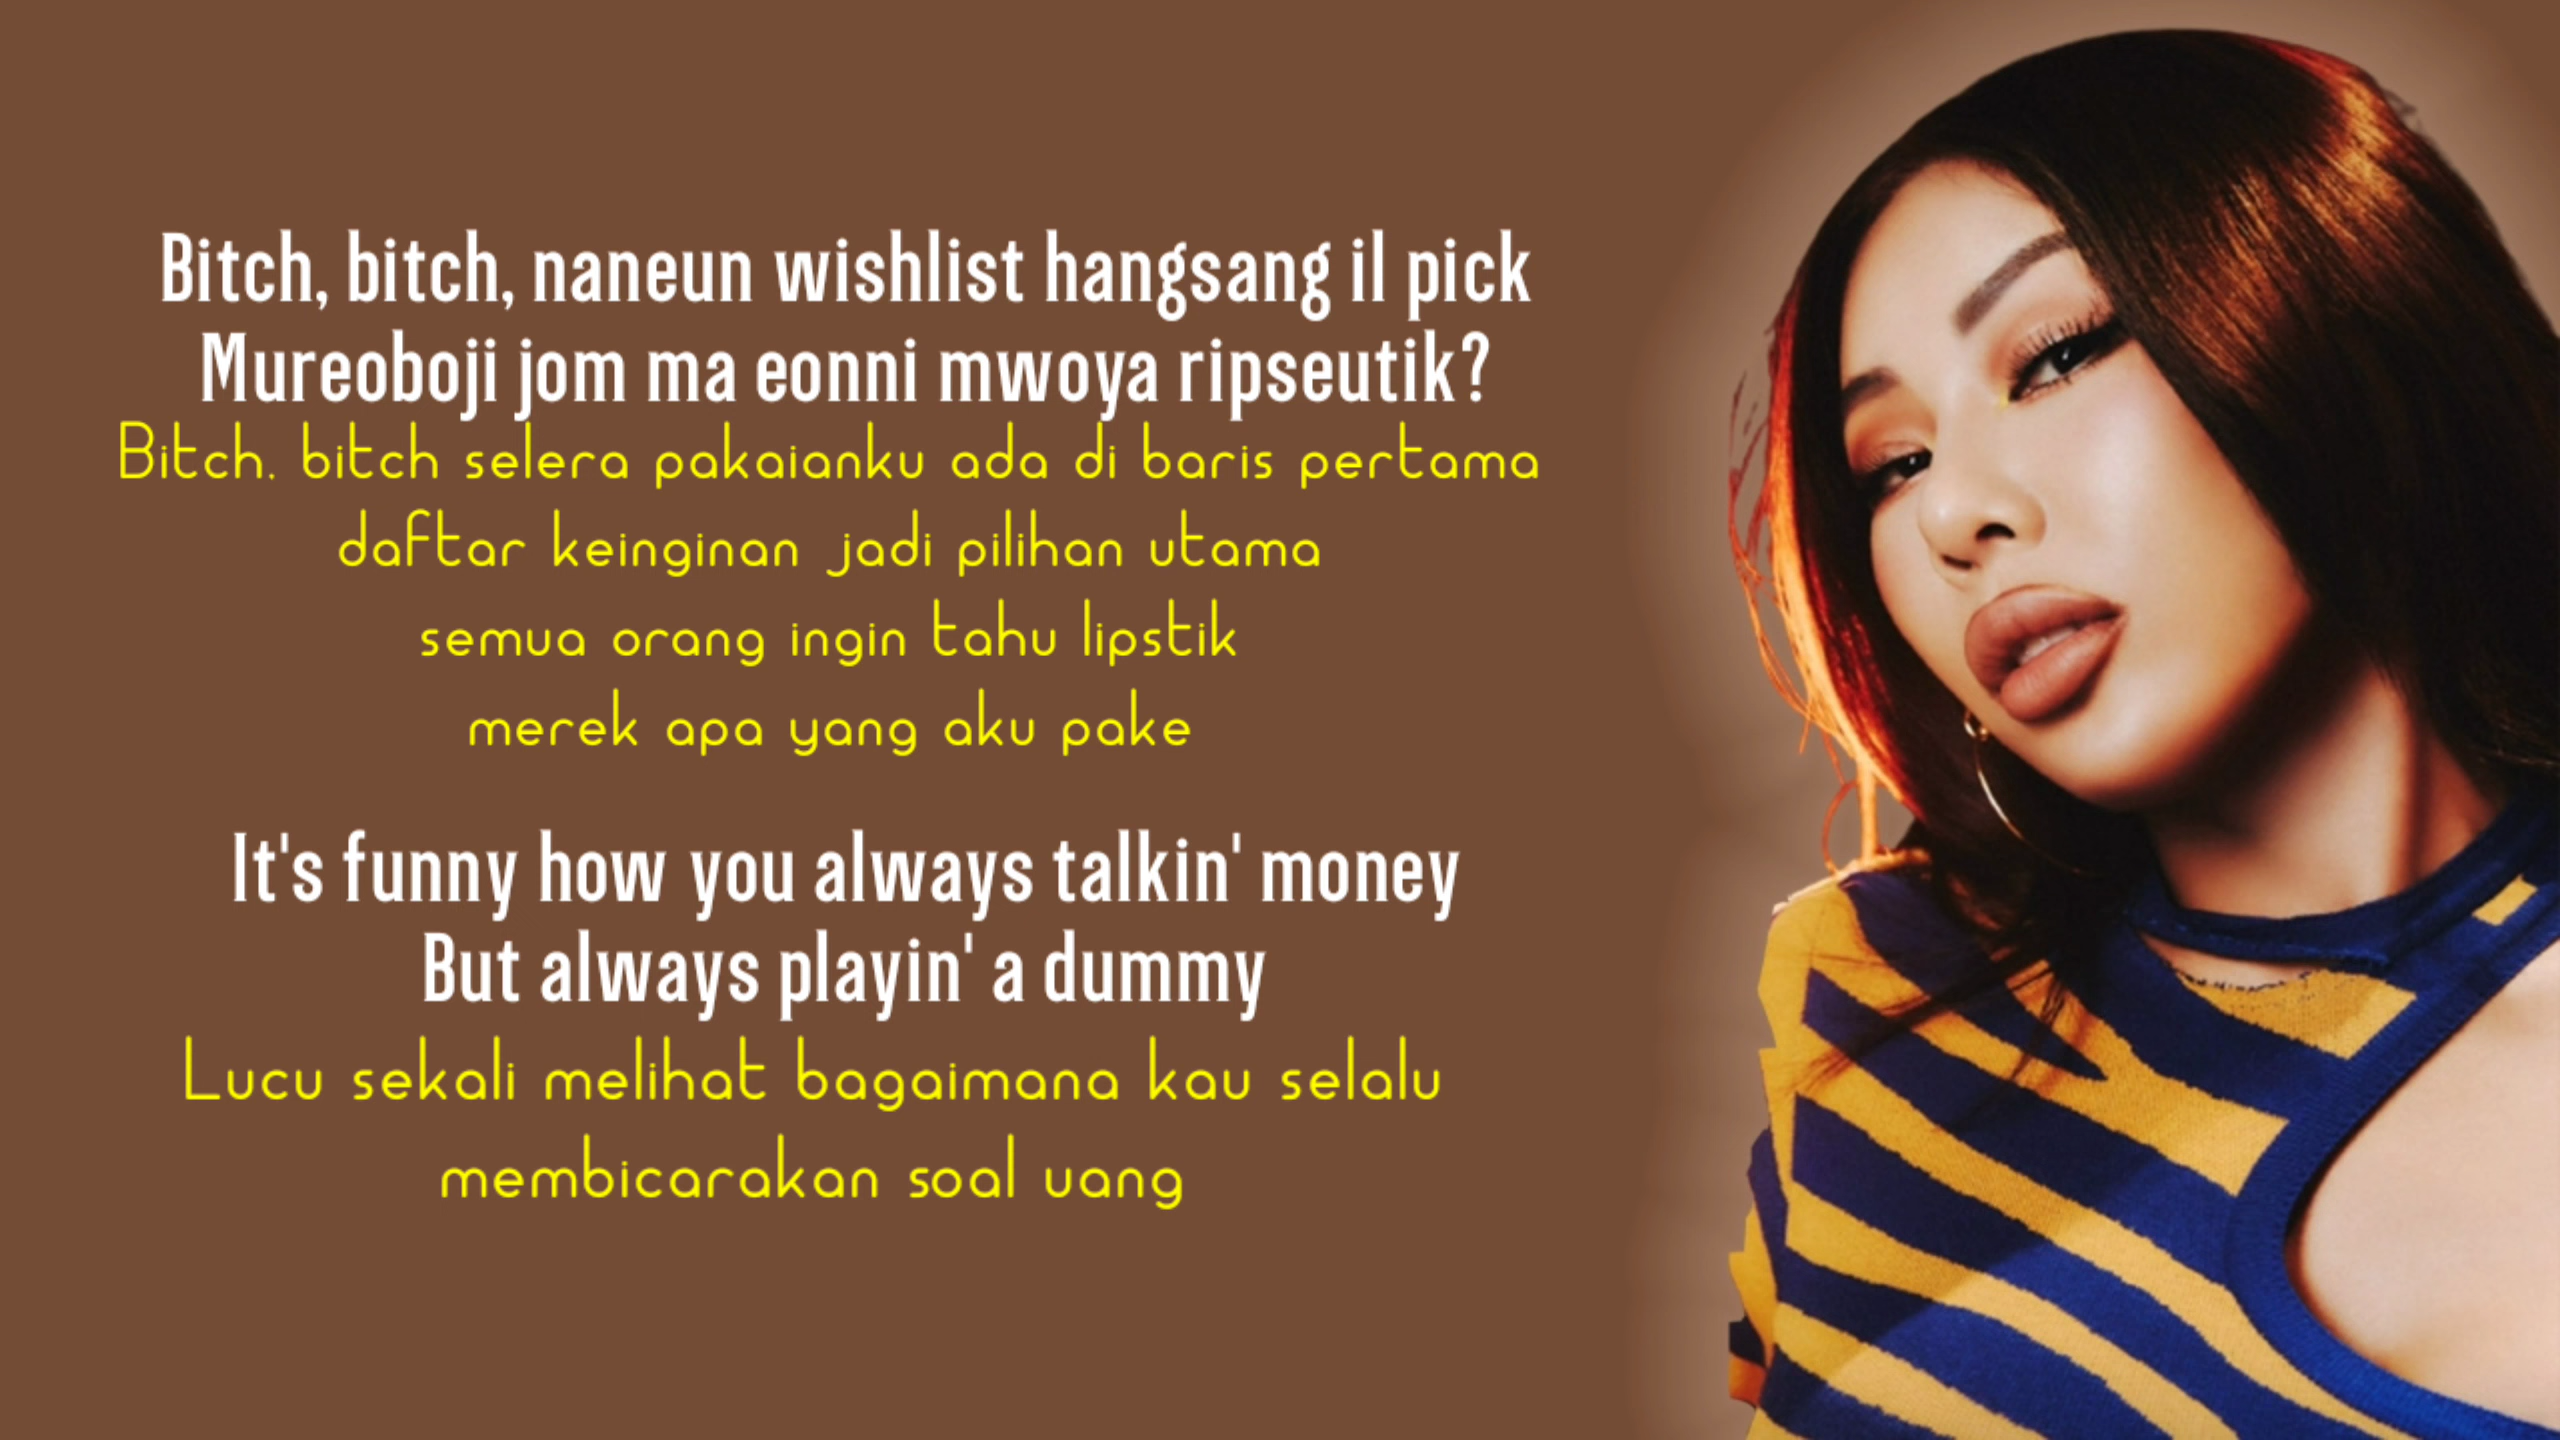 Bitch, bitch, naneun wishlist hangsang il pick
Mureoboji jom ma eonni mwoya ripseutik?
Bitch. bitch selera pakaianku ada di baris pertama
daftar keinginan jadi pilihan utama
semua orang ingin tahu lipstik
merek apa yang aku pake
It's funny how you always talkin' money
But always playin' a dummy
Lucu sekali melihat bagaimana kau selalu
membicarakan soal uang